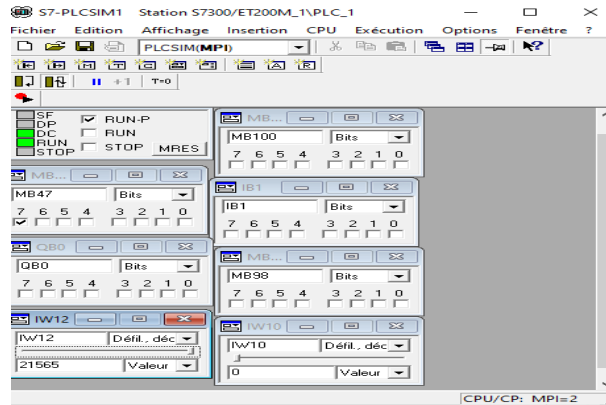 S7-PLCSIM1 Station S7300/ET200M_1\PLC_1
Fichier Edition Affichage Insertion CPU Exécution Options Fenêtre ?
PLCSIM(MPI)
+1 T=0
SF
DP
DC
RUN
STOP
RUN-P
RUN
STOP MRES
MB...
MB100 Bits
7 6 5 4 3 2 1 0
MB...
MB47 Bits
7 6 5 4 3 2 1 0
IB1
IB1 Bits
7 6 5 4 3 2 1 0
QB0
QB0 Bits
7 6 5 4 3 2 1 0
MB...
MB98 Bits
7 6 5 4 3 2 1 0
IW12
IW12 Défil., déc
21565 Valeur
IW10
IW10 Défil., déc
0 Valeur
CPU/CP: MPI=2